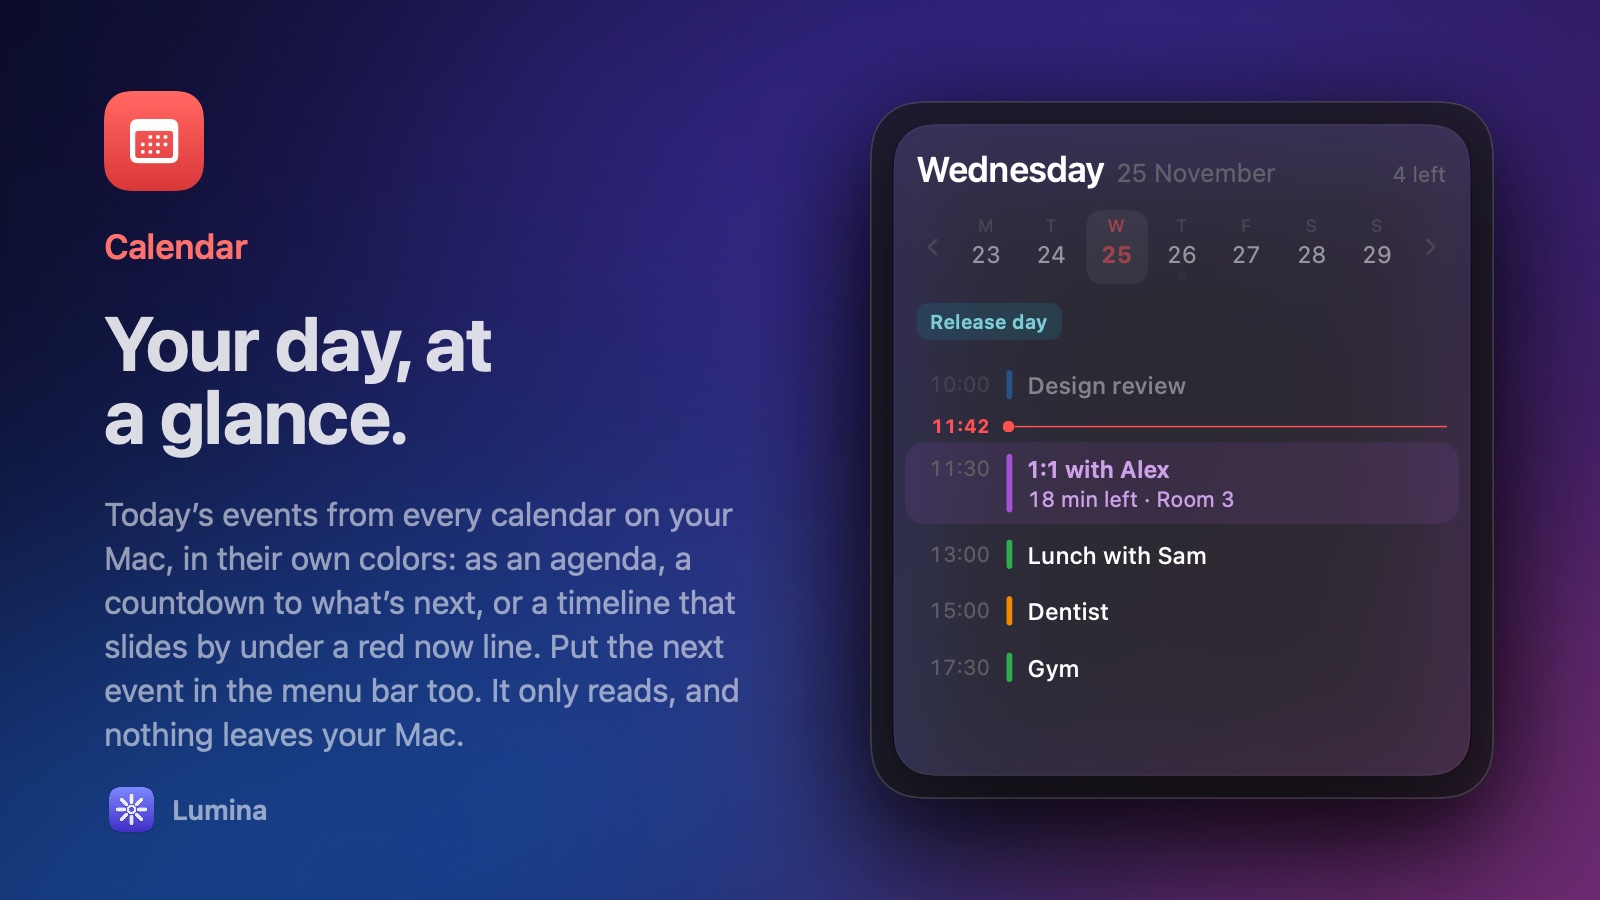 Calendar
Your day, at
a glance.
Today’s events from every calendar on your
Mac, in their own colors: as an agenda, a
countdown to what’s next, or a timeline that
slides by under a red now line. Put the next
event in the menu bar too. It only reads, and
nothing leaves your Mac.
Lumina
Wednesday 25 November 4 left
M T W T F S S
23 24 25 26 27 28 29
Release day
10:00 Design review
11:42
11:30 1:1 with Alex
18 min left · Room 3
13:00 Lunch with Sam
15:00 Dentist
17:30 Gym